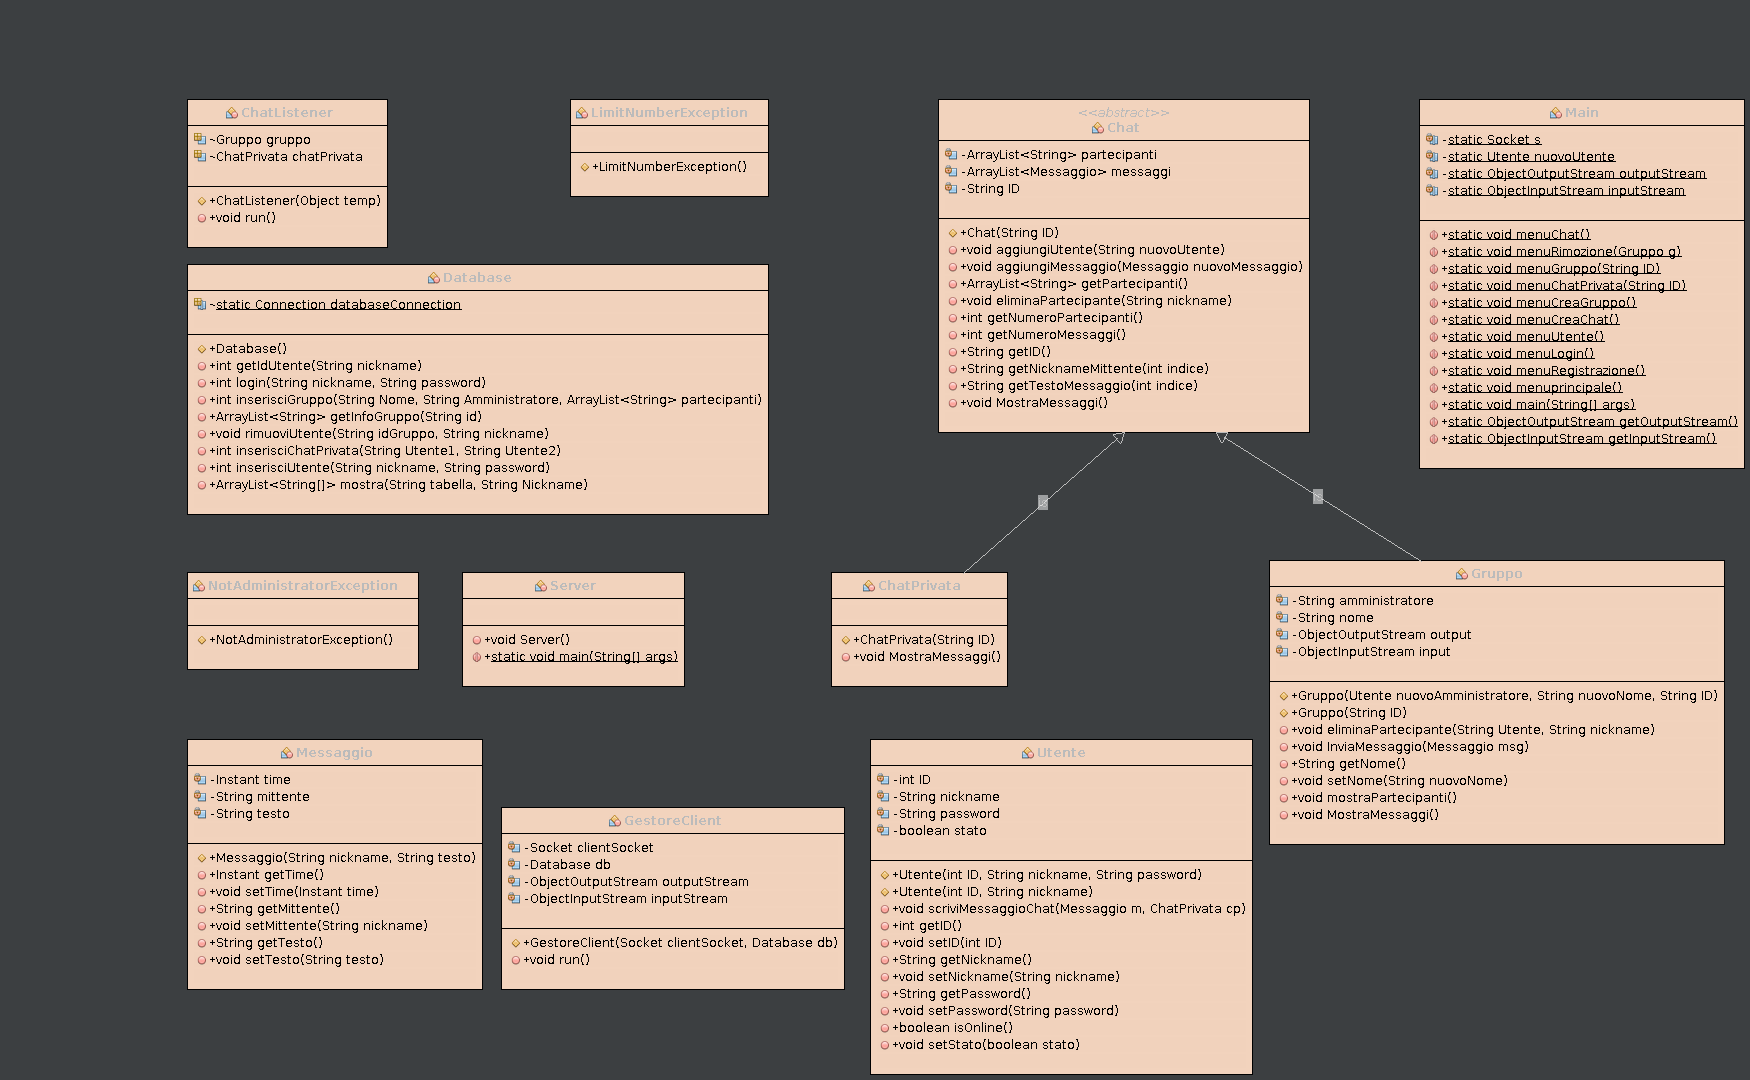 ChatListener
~Gruppo gruppo
~ChatPrivata chatPrivata
+ChatListener(Object temp)
+void run()
LimitNumberException
+LimitNumberException()
<<abstract>>
Chat
-ArrayList<String> partecipanti
-ArrayList<Messaggio> messaggi
-String ID
+Chat(String ID)
+void aggiungiUtente(String nuovoUtente)
+void aggiungiMessaggio(Messaggio nuovoMessaggio)
+ArrayList<String> getPartecipanti()
+void eliminaPartecipante(String nickname)
+int getNumeroPartecipanti()
+int getNumeroMessaggi()
+String getID()
+String getNicknameMittente(int indice)
+String getTestoMessaggio(int indice)
+void MostraMessaggi()
Main
-static Socket s
-static Utente nuovoUtente
-static ObjectOutputStream outputStream
-static ObjectInputStream inputStream
+static void menuChat()
+static void menuRimozione(Gruppo g)
+static void menuGruppo(String ID)
+static void menuChatPrivata(String ID)
+static void menuCreaGruppo()
+static void menuCreaChat()
+static void menuUtente()
+static void menuLogin()
+static void menuRegistrazione()
+static void menuprincipale()
+static void main(String[] args)
+static ObjectOutputStream getOutputStream()
+static ObjectInputStream getInputStream()
Database
~static Connection databaseConnection
+Database()
+int getIdUtente(String nickname)
+int login(String nickname, String password)
+int inserisciGruppo(String Nome, String Amministratore, ArrayList<String> partecipanti)
+ArrayList<String> getInfoGruppo(String id)
+void rimuoviUtente(String idGruppo, String nickname)
+int inserisciChatPrivata(String Utente1, String Utente2)
+int inserisciUtente(String nickname, String password)
+ArrayList<String[]> mostra(String tabella, String Nickname)
NotAdministratorException
+NotAdministratorException()
Server
+void Server()
+static void main(String[] args)
ChatPrivata
+ChatPrivata(String ID)
+void MostraMessaggi()
Gruppo
-String amministratore
-String nome
-ObjectOutputStream output
-ObjectInputStream input
+Gruppo(Utente nuovoAmministratore, String nuovoNome, String ID)
+Gruppo(String ID)
+void eliminaPartecipante(String Utente, String nickname)
+void InviaMessaggio(Messaggio msg)
+String getNome()
+void setNome(String nuovoNome)
+void mostraPartecipanti()
+void MostraMessaggi()
Messaggio
-Instant time
-String mittente
-String testo
+Messaggio(String nickname, String testo)
+Instant getTime()
+void setTime(Instant time)
+String getMittente()
+void setMittente(String nickname)
+String getTesto()
+void setTesto(String testo)
GestoreClient
-Socket clientSocket
-Database db
-ObjectOutputStream outputStream
-ObjectInputStream inputStream
+GestoreClient(Socket clientSocket, Database db)
+void run()
Utente
-int ID
-String nickname
-String password
-boolean stato
+Utente(int ID, String nickname, String password)
+Utente(int ID, String nickname)
+void scriviMessaggioChat(Messaggio m, ChatPrivata cp)
+int getID()
+void setID(int ID)
+String getNickname()
+void setNickname(String nickname)
+String getPassword()
+void setPassword(String password)
+boolean isOnline()
+void setStato(boolean stato)